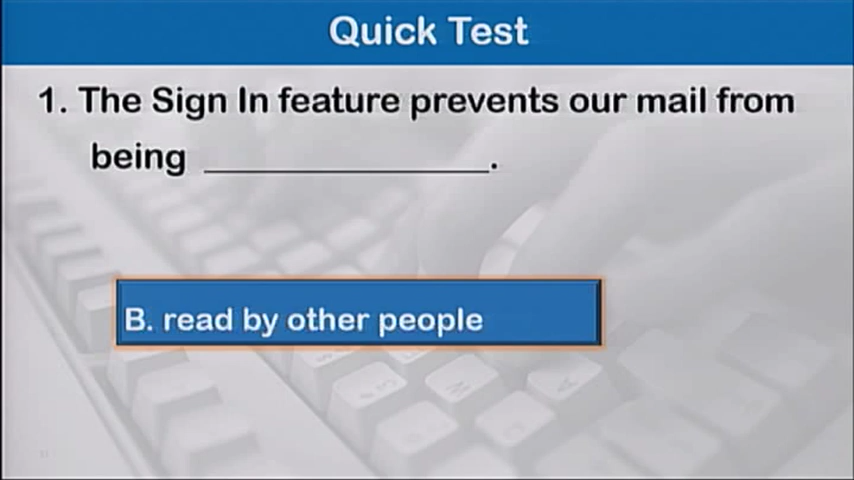 Quick Test
1. The Sign In feature prevents our mail from
being ________________.
B. read by other people